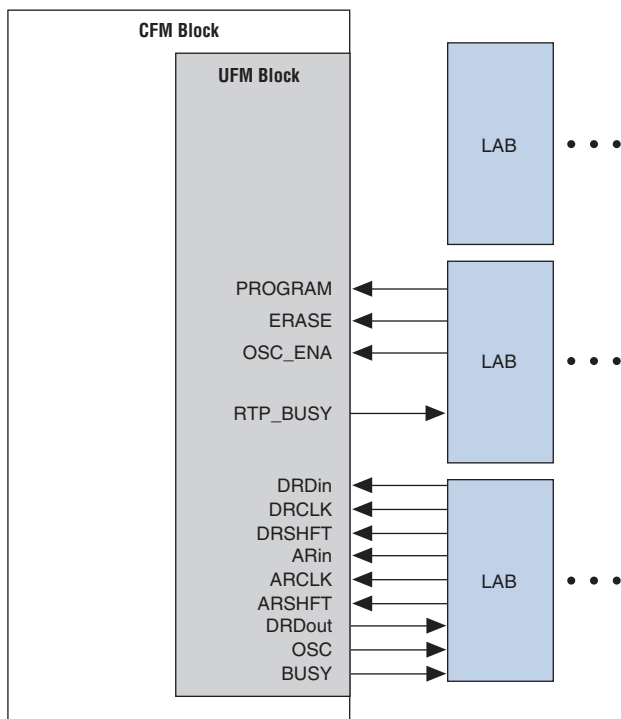 CFM Block
UFM Block
LAB
PROGRAM
ERASE
OSC_ENA
LAB
RTP_BUSY
DRDin
DRCLK
DRSHFT
ARin
ARCLK
LAB
ARSHFT
DRDout
OSC
BUSY